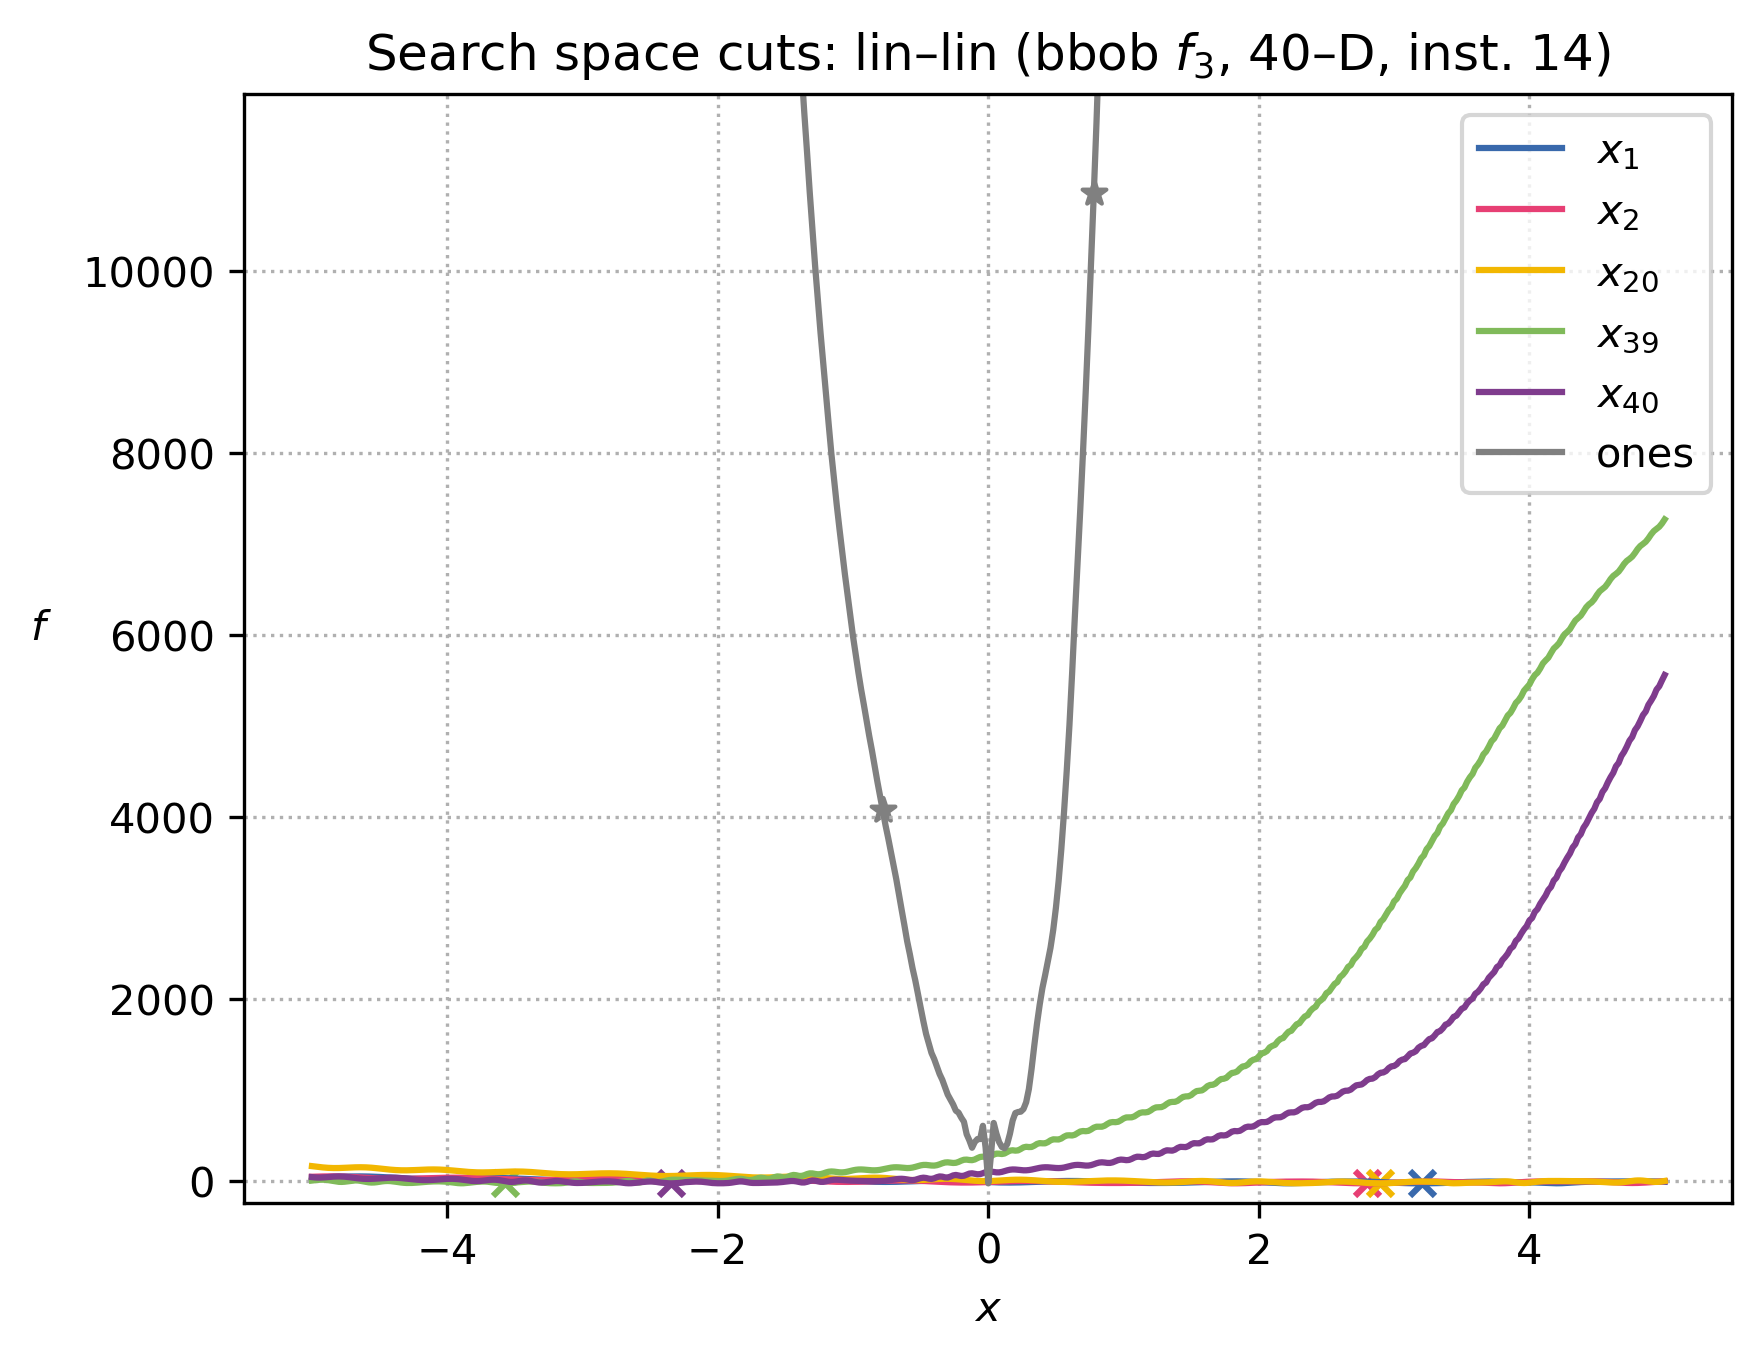 Search space cuts: lin–lin (bbob f₃, 40–D, inst. 14)
x₁
x₂
x₂₀
x₃₉
x₄₀
ones
10000
8000
6000
4000
2000
0
f
−4 −2 0 2 4
x